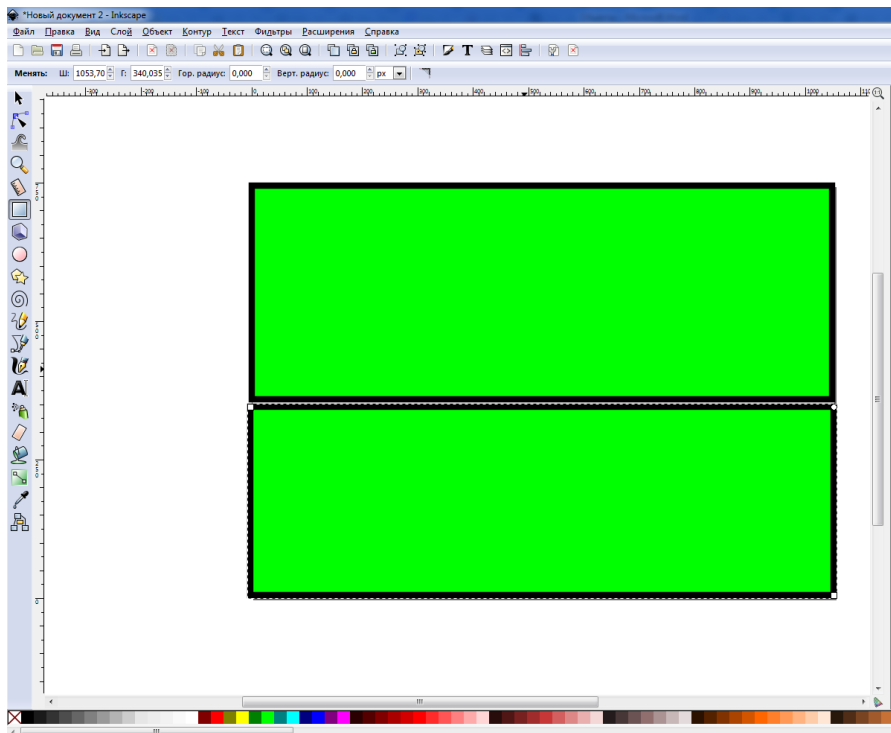 *Новый документ 2 - Inkscape
Файл Правка Вид Слой Объект Контур Текст Фильтры Расширения Справка
Менять: Ш: 1053,70 Г: 340,035 Гор. радиус: 0,000 Верт. радиус: 0,000 px